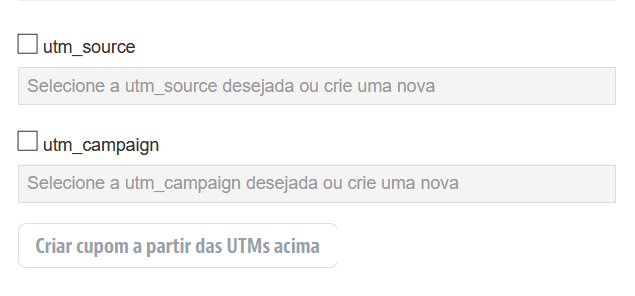 utm_source
Selecione a utm_source desejada ou crie uma nova
utm_campaign
Selecione a utm_campaign desejada ou crie uma nova
Criar cupom a partir das UTMs acima